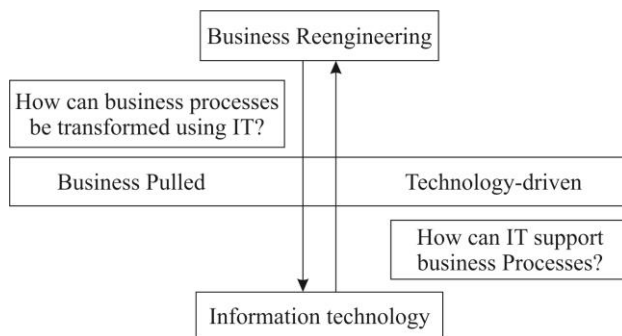 Business Reengineering
How can business processes
be transformed using IT?
Business Pulled
Technology-driven
How can IT support
business Processes?
Information technology